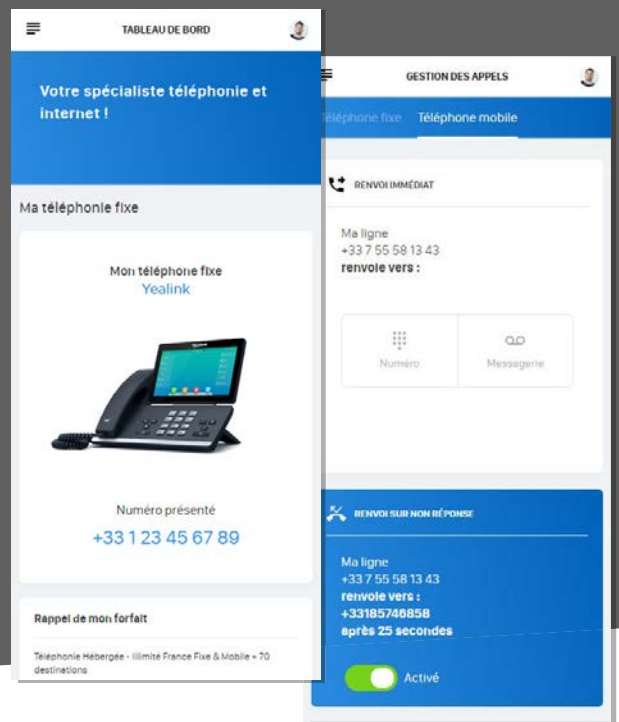 TABLEAU DE BORD
Votre spécialiste téléphonie et
internet !
Ma téléphonie fixe
Mon téléphone fixe
Yealink
Numéro présenté
+33 1 23 45 67 89
Rappel de mon forfait
Téléphonie Hébergée - Illimité France Fixe & Mobile + 70
destinations
GESTION DES APPELS
Téléphone fixe Téléphone mobile
RENVOI IMMÉDIAT
Ma ligne
+33 7 55 58 13 43
renvoie vers :
Numéro Messagerie
RENVOI SUR NON RÉPONSE
Ma ligne
+33 7 55 58 13 43
renvoie vers :
+33185746858
après 25 secondes
Activé